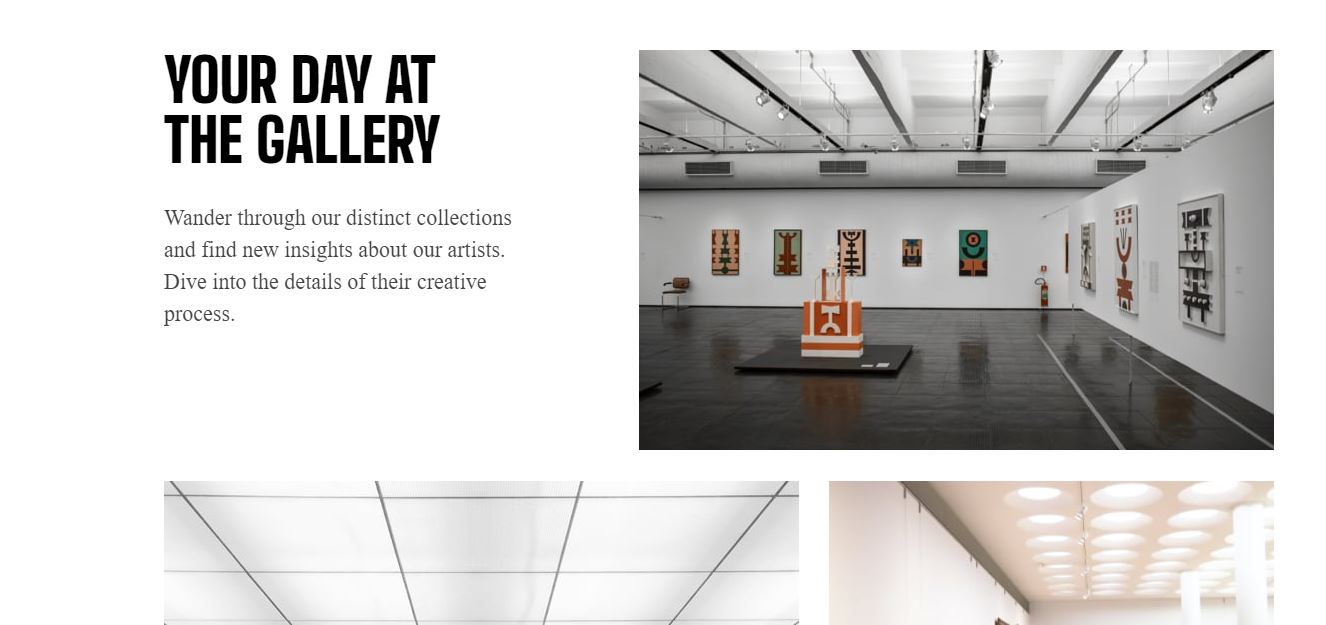 YOUR DAY AT
THE GALLERY
Wander through our distinct collections
and find new insights about our artists.
Dive into the details of their creative
process.